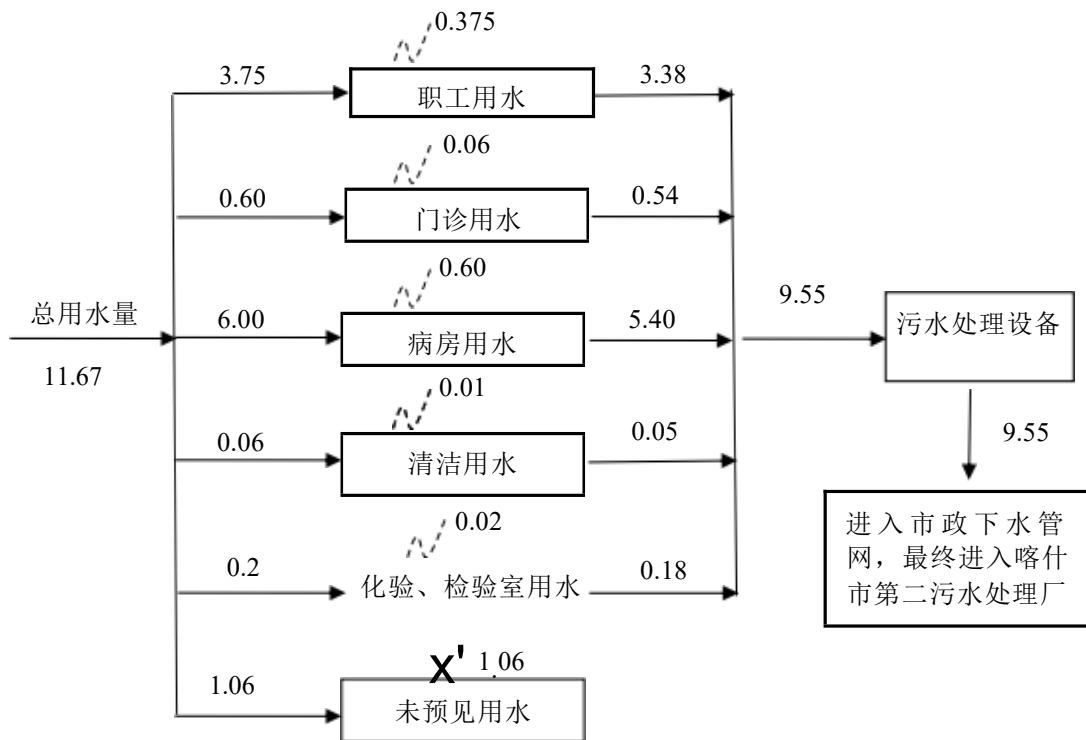 0.375
3.75
职工用水
3.38
0.06
0.60
门诊用水
0.54
0.60
总用水量
6.00
病房用水
5.40
9.55
污水处理设备
11.67
0.01
0.06
清洁用水
0.05
9.55
0.02
0.2
化验、检验室用水
0.18
进入市政下水管
网，最终进入喀什
市第二污水处理厂
x' 1.06
1.06
未预见用水